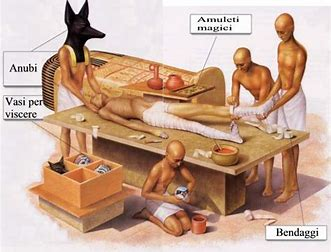 Amuleti
magici
Anubi
Vasi per
viscere
Bendaggi